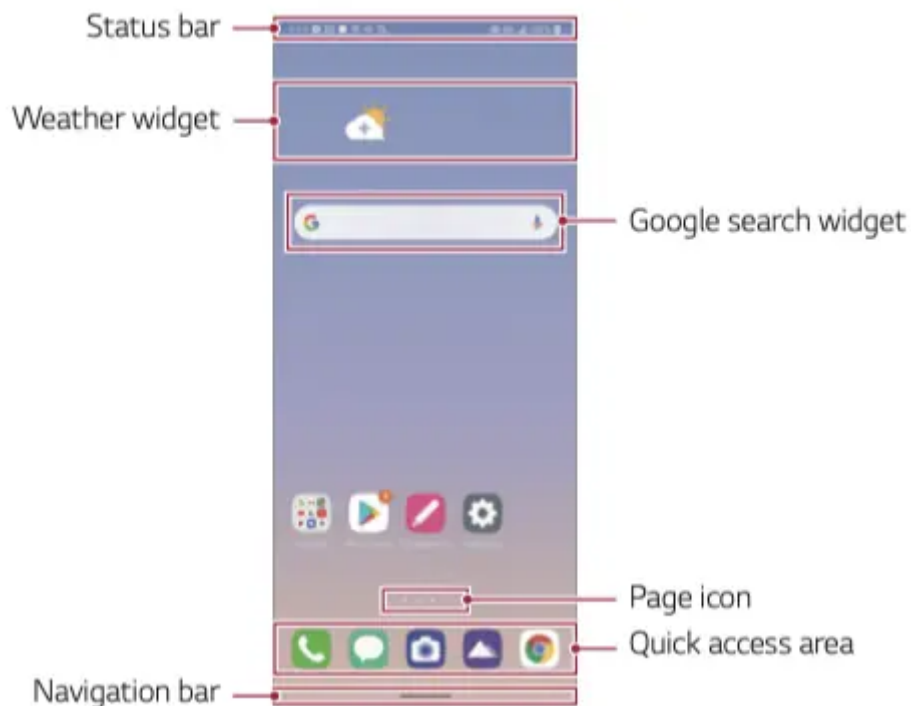 Status bar
Weather widget
Google search widget
Page icon
Quick access area
Navigation bar